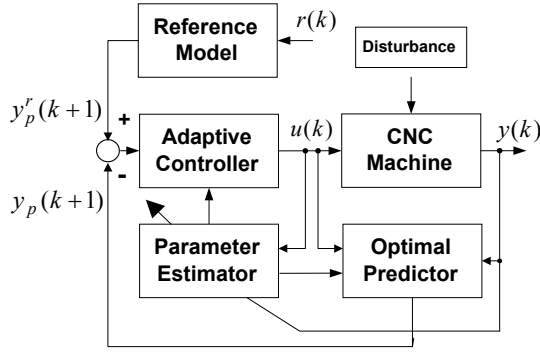 Reference
Model
r(k)
Disturbance
y_p^r(k+1)
+
Adaptive
Controller
u(k)
CNC
Machine
y(k)
-
y_p(k+1)
Parameter
Estimator
Optimal
Predictor